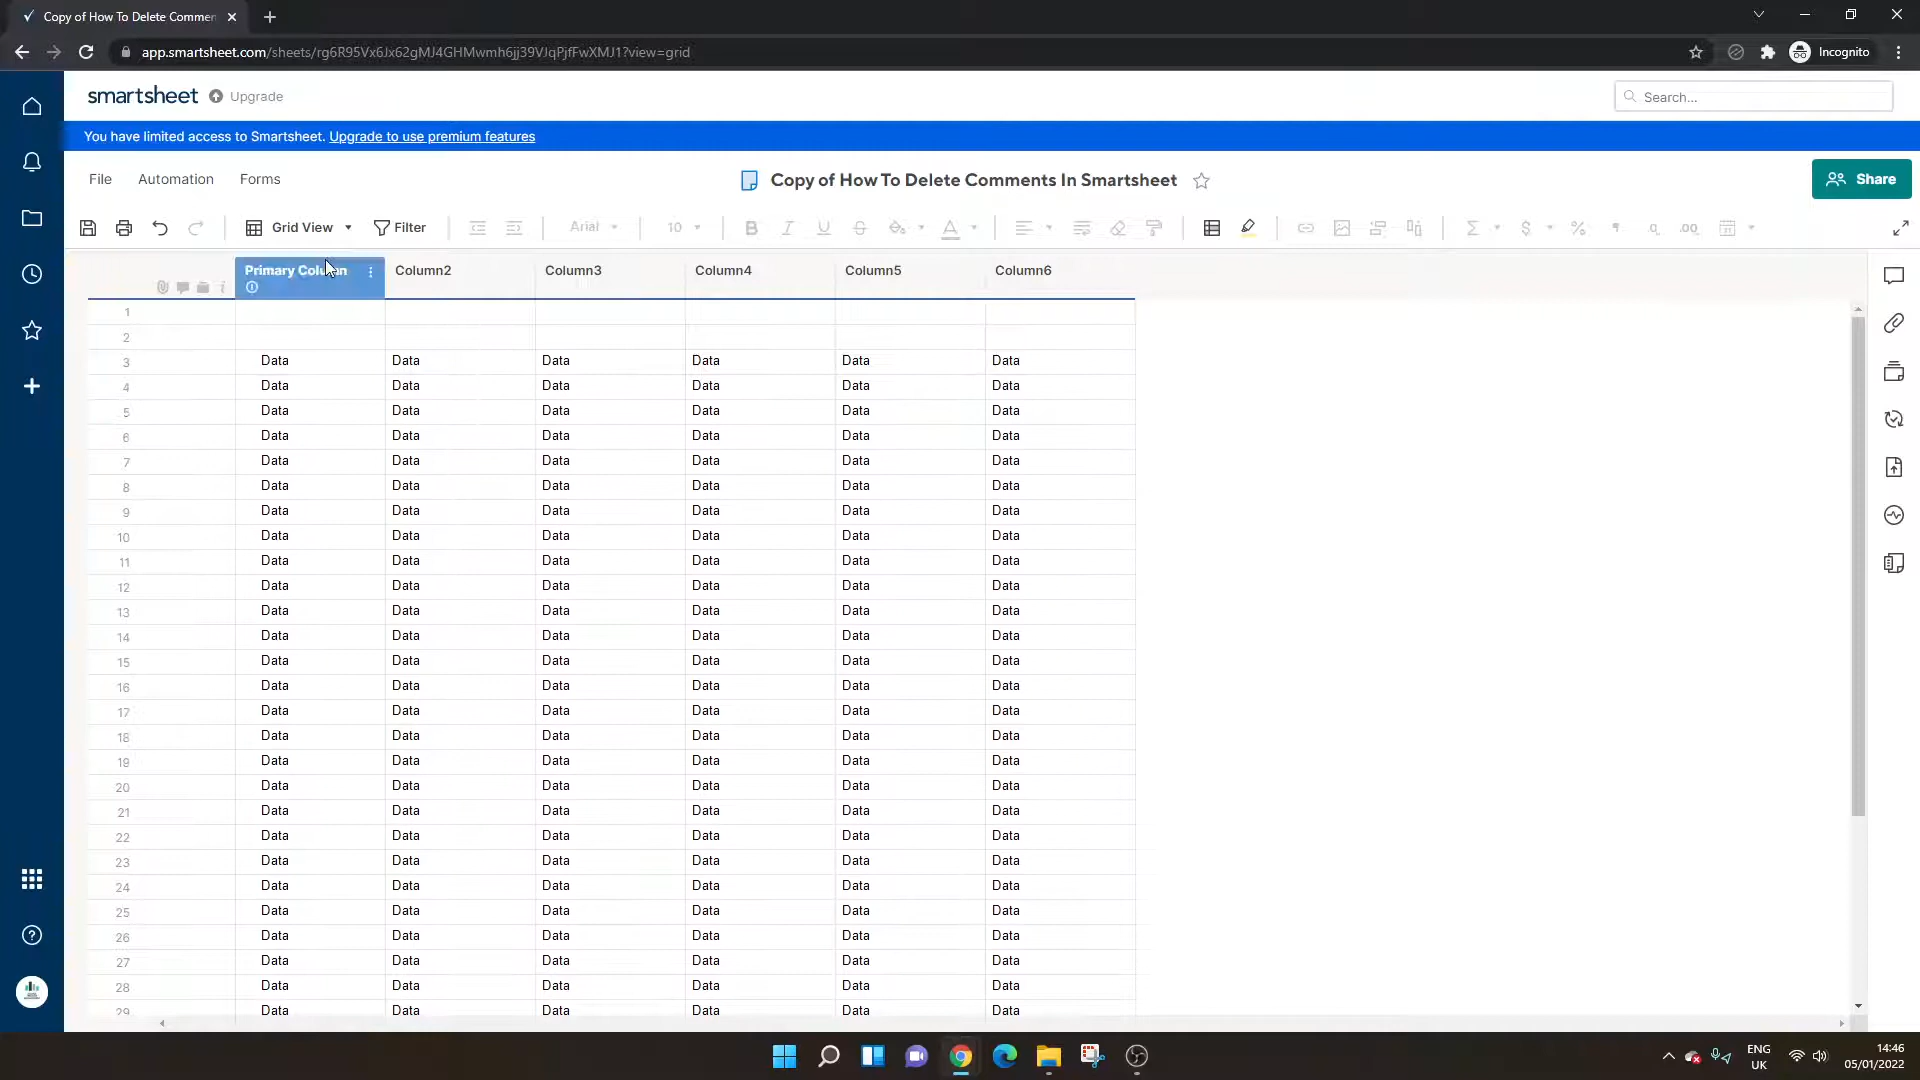 Copy of How To Delete Commen
app.smartsheet.com/sheets/rg6R95Vx6Jx62gMJ4GHMwmh6jj39VJqPjfFwXMJ1?view=grid
Incognito
smartsheet
Upgrade
Search...
You have limited access to Smartsheet. Upgrade to use premium features
File Automation Forms
Copy of How To Delete Comments In Smartsheet
Share
Grid View Filter Arial 10 B I U S A Σ $ % .0 .00
Primary Column Column2 Column3 Column4 Column5 Column6
1
2
3 Data Data Data Data Data Data
4 Data Data Data Data Data Data
5 Data Data Data Data Data Data
6 Data Data Data Data Data Data
7 Data Data Data Data Data Data
8 Data Data Data Data Data Data
9 Data Data Data Data Data Data
10 Data Data Data Data Data Data
11 Data Data Data Data Data Data
12 Data Data Data Data Data Data
13 Data Data Data Data Data Data
14 Data Data Data Data Data Data
15 Data Data Data Data Data Data
16 Data Data Data Data Data Data
17 Data Data Data Data Data Data
18 Data Data Data Data Data Data
19 Data Data Data Data Data Data
20 Data Data Data Data Data Data
21 Data Data Data Data Data Data
22 Data Data Data Data Data Data
23 Data Data Data Data Data Data
24 Data Data Data Data Data Data
25 Data Data Data Data Data Data
26 Data Data Data Data Data Data
27 Data Data Data Data Data Data
28 Data Data Data Data Data Data
29 Data Data Data Data Data Data
ENG
UK
14:46
05/01/2022